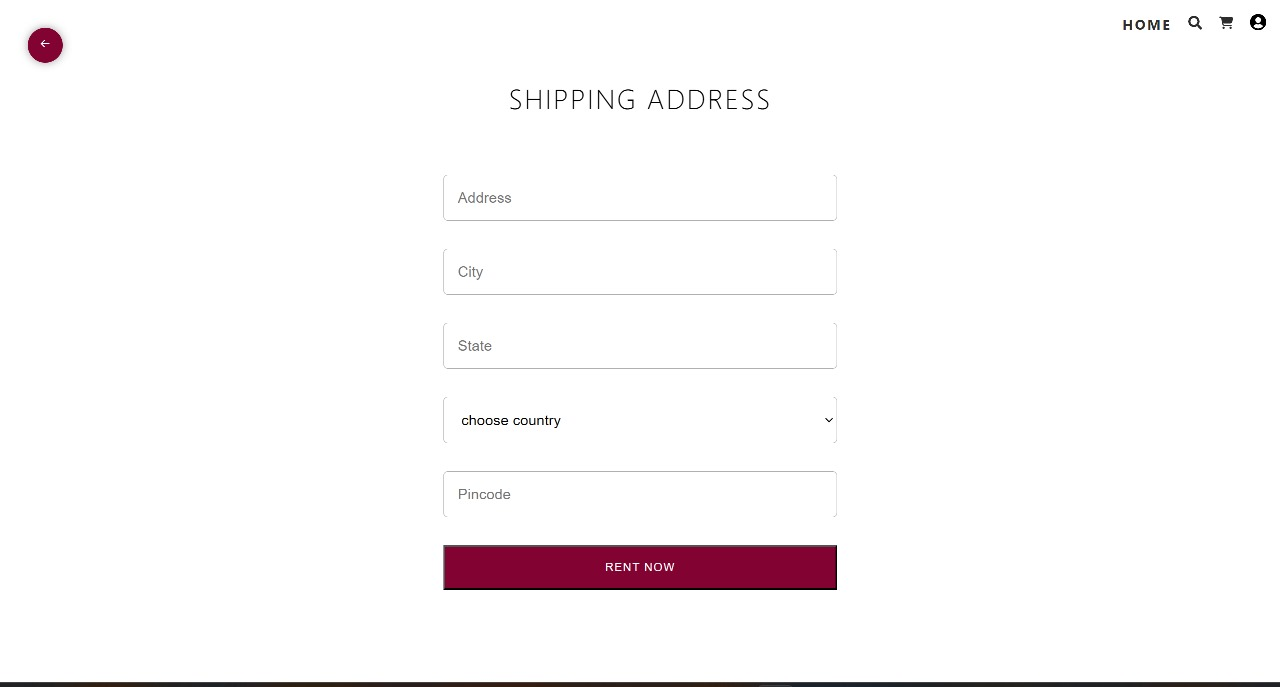 HOME
SHIPPING ADDRESS
Address
City
State
choose country
Pincode
RENT NOW